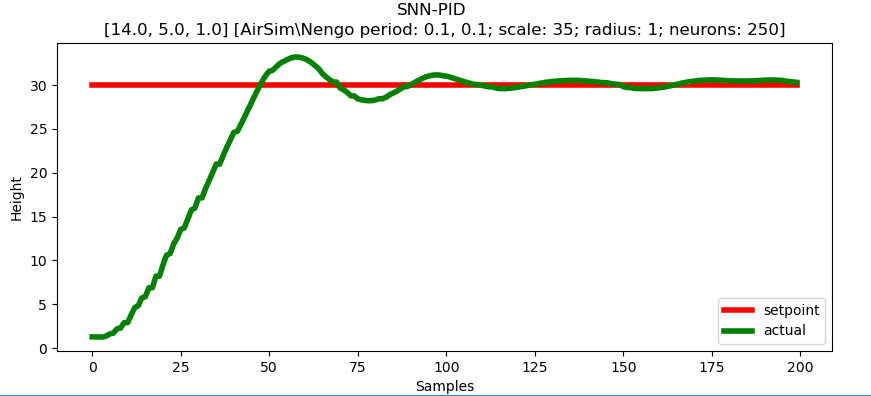 SNN-PID
[14.0, 5.0, 1.0] [AirSim\Nengo period: 0.1, 0.1; scale: 35; radius: 1; neurons: 250]
Height
30
25
20
15
10
5
0
setpoint
actual
0 25 50 75 100 125 150 175 200
Samples